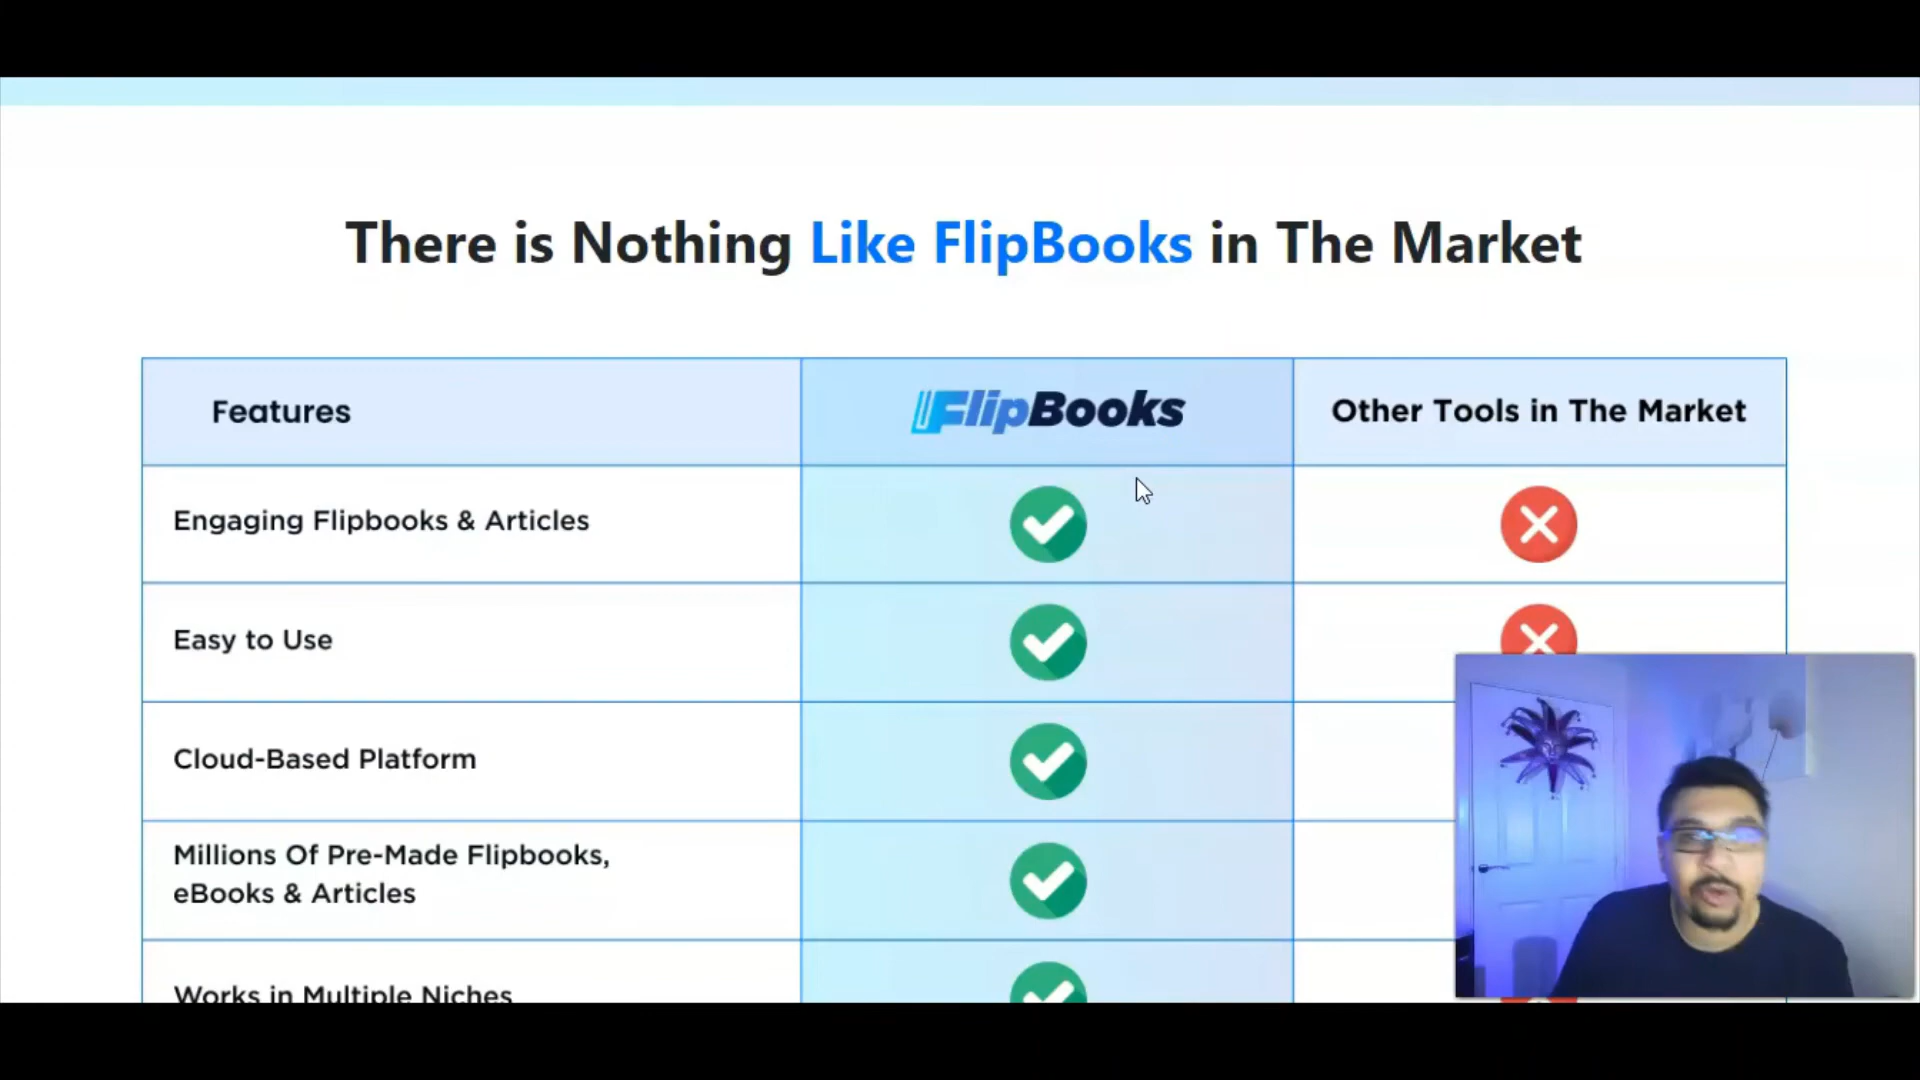 There is Nothing Like FlipBooks in The Market
Features
FlipBooks
Other Tools in The Market
Engaging Flipbooks & Articles
Easy to Use
Cloud-Based Platform
Millions Of Pre-Made Flipbooks,
eBooks & Articles
Works in Multiple Niches